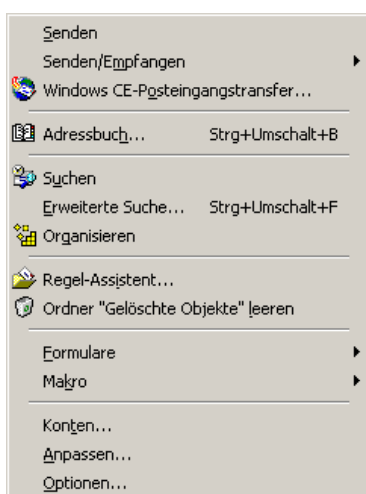 Senden
Senden/Empfangen
Windows CE-Posteingangstransfer...
Adressbuch... Strg+Umschalt+B
Suchen
Erweiterte Suche... Strg+Umschalt+F
Organisieren
Regel-Assistent...
Ordner "Gelöschte Objekte" leeren
Formulare
Makro
Konten...
Anpassen...
Optionen...